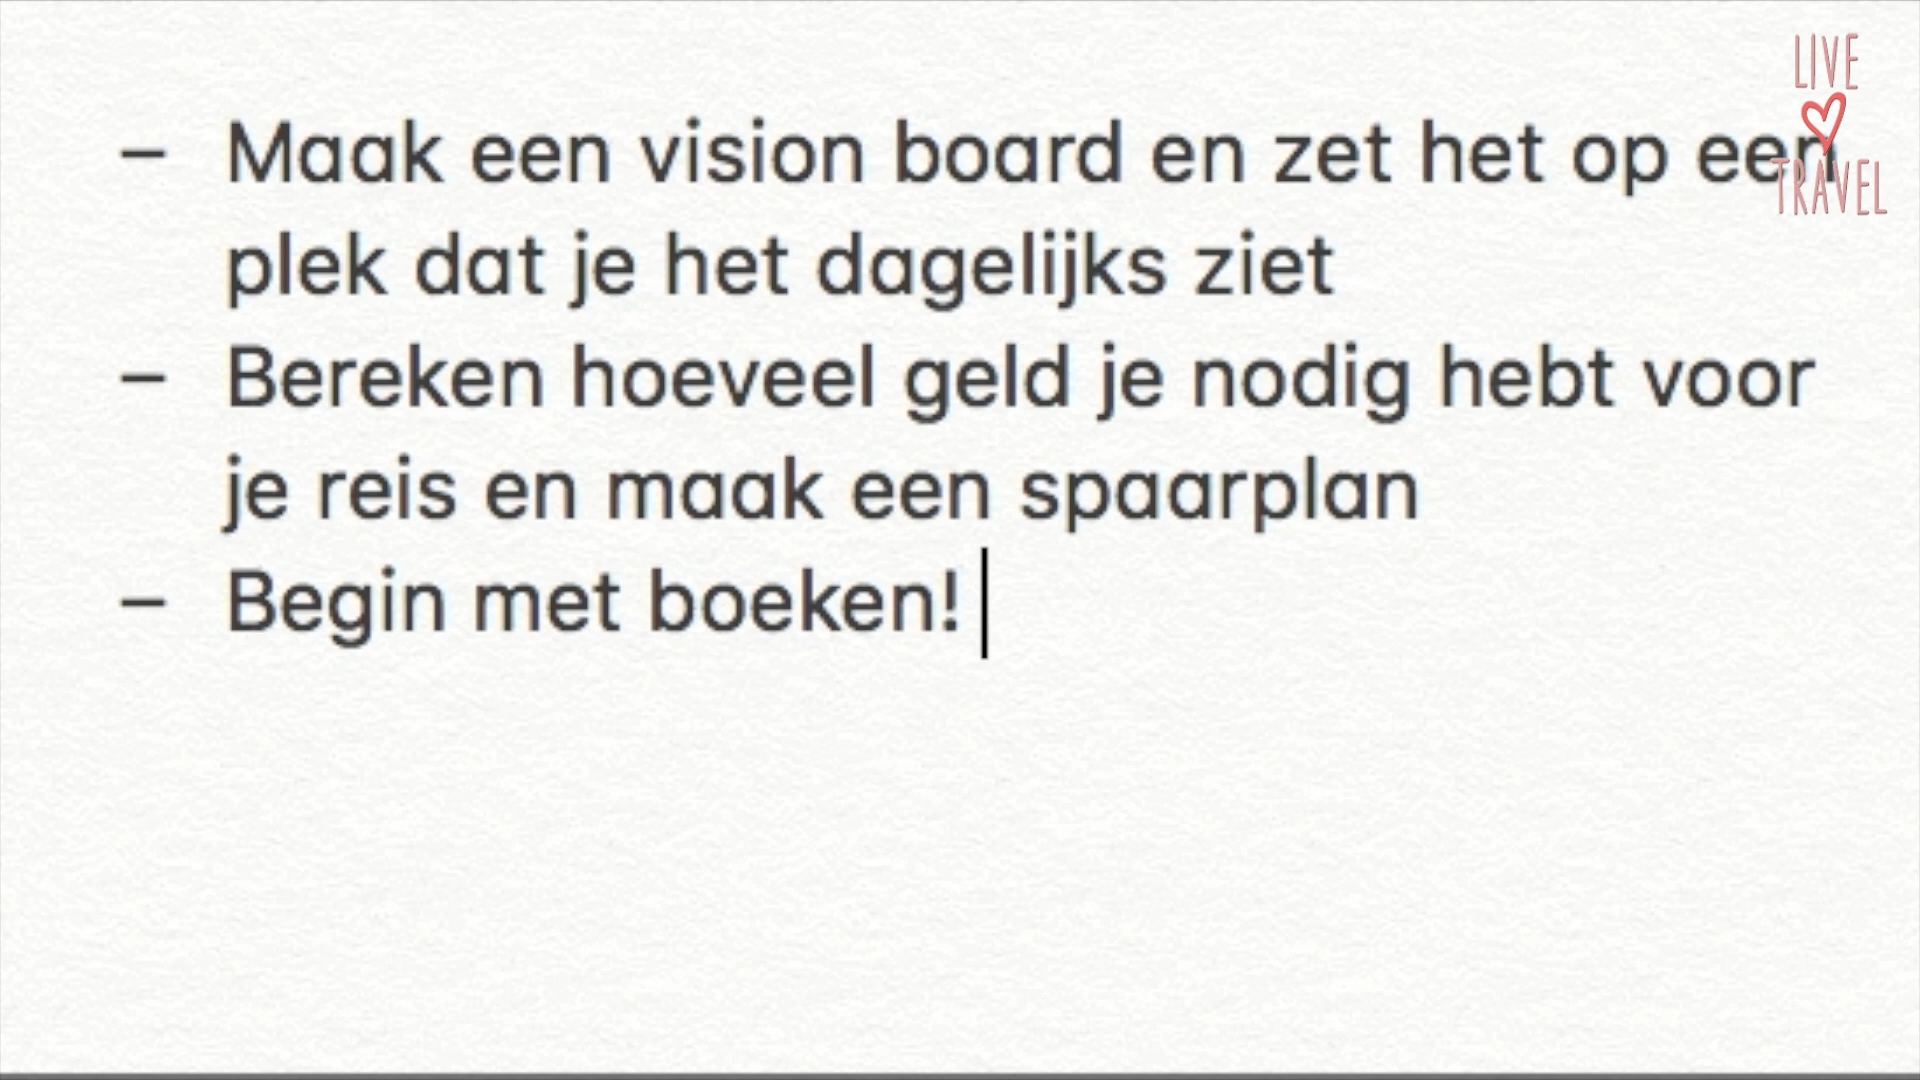 – Maak een vision board en zet het op een
plek dat je het dagelijks ziet
– Bereken hoeveel geld je nodig hebt voor
je reis en maak een spaarplan
– Begin met boeken!
LIVE
TRAVEL